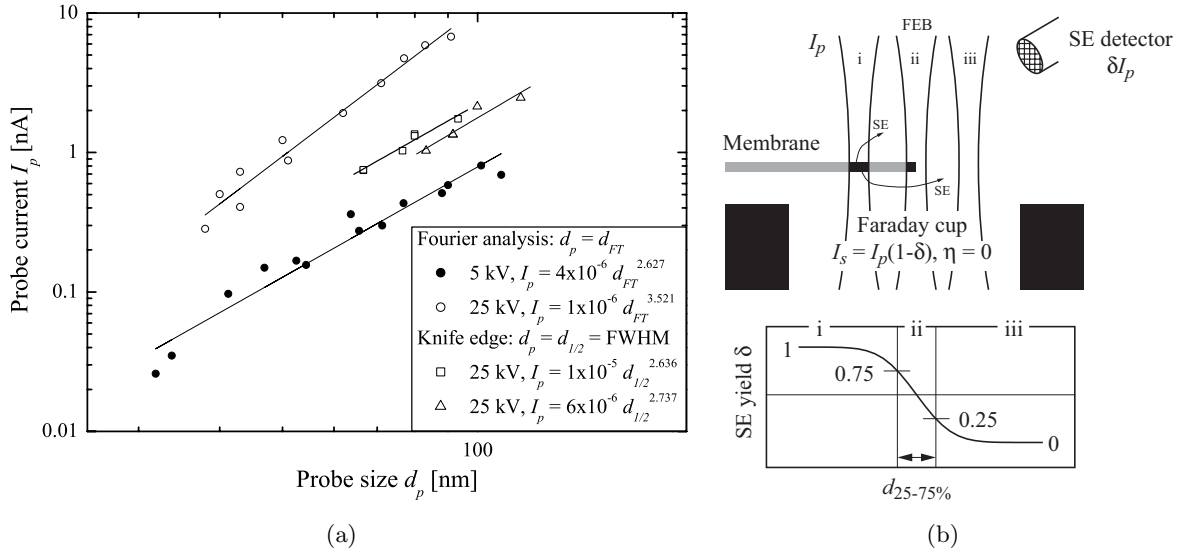 10
1
0.1
0.01
Probe current I_p [nA]
100
Probe size d_p [nm]
Fourier analysis: d_p = d_FT
5 kV, I_p = 4x10^-6 d_FT^2.627
25 kV, I_p = 1x10^-6 d_FT^3.521
Knife edge: d_p = d_1/2 = FWHM
25 kV, I_p = 1x10^-5 d_1/2^2.636
25 kV, I_p = 6x10^-6 d_1/2^2.737
(a)
FEB
I_p
i
ii
iii
SE detector
δI_p
Membrane
SE
SE
Faraday cup
I_s = I_p(1-δ), η = 0
i
ii
iii
SE yield δ
1
0.75
0.25
0
d_25-75%
(b)